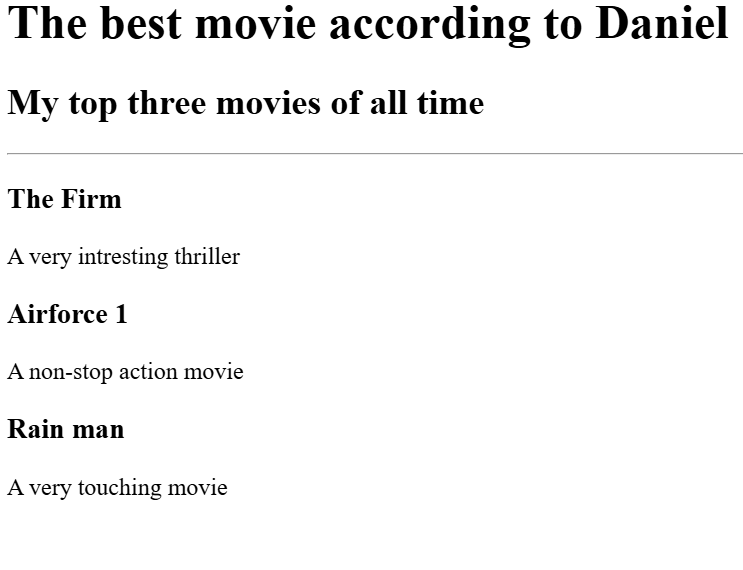 The best movie according to Daniel
My top three movies of all time
The Firm
A very intresting thriller
Airforce 1
A non-stop action movie
Rain man
A very touching movie